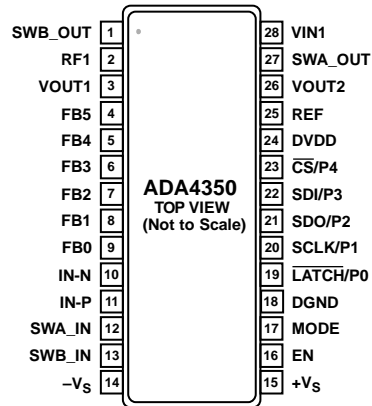 SWB_OUT 1 28 VIN1
RF1 2 27 SWA_OUT
VOUT1 3 26 VOUT2
FB5 4 25 REF
FB4 5 24 DVDD
FB3 6 23 C̅S̅/P4
FB2 7 22 SDI/P3
FB1 8 21 SDO/P2
FB0 9 20 SCLK/P1
IN-N 10 19 L̅A̅T̅C̅H̅/P0
IN-P 11 18 DGND
SWA_IN 12 17 MODE
SWB_IN 13 16 EN
–VS 14 15 +VS
ADA4350
TOP VIEW
(Not to Scale)